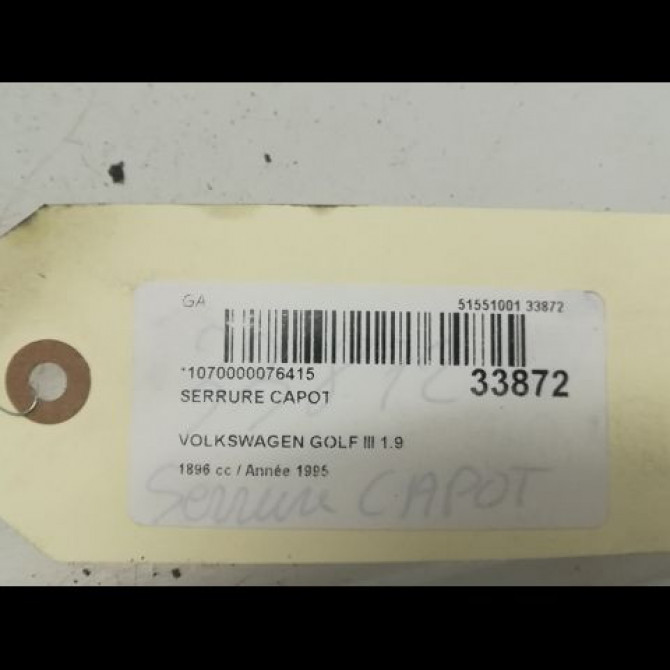 GA
51551001 33872
*1070000076415
33872
SERRURE CAPOT
VOLKSWAGEN GOLF III 1.9
1896 cc / Année 1995
Serrure CAPOT